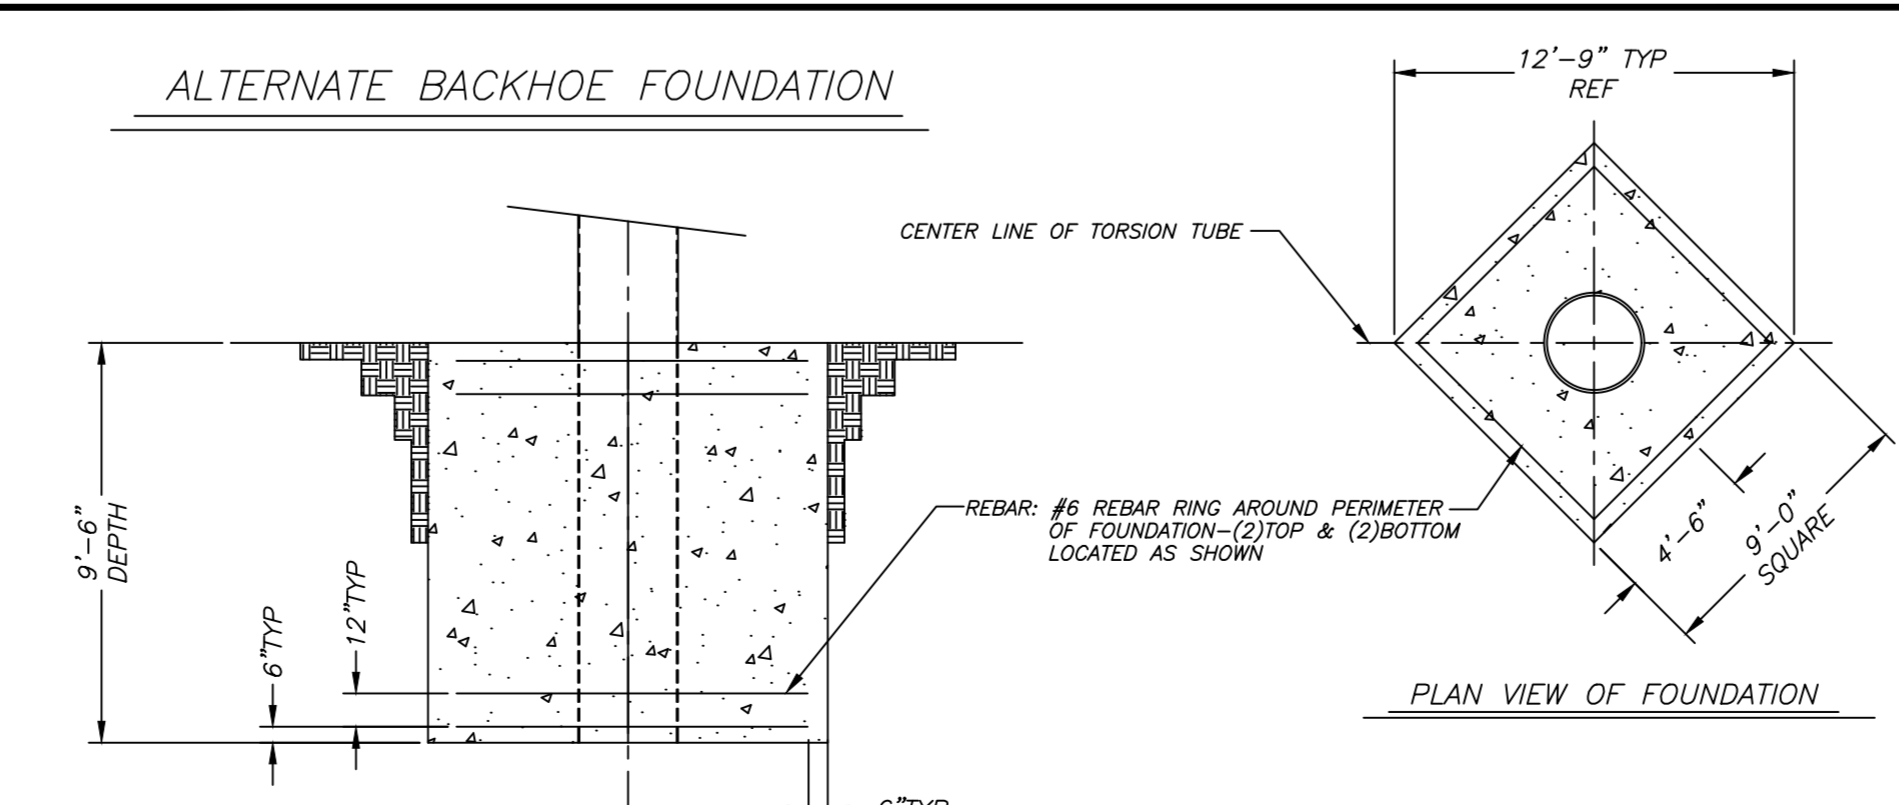 ALTERNATE BACKHOE FOUNDATION
12'-9" TYP
REF
CENTER LINE OF TORSION TUBE
REBAR: #6 REBAR RING AROUND PERIMETER
OF FOUNDATION-(2)TOP & (2)BOTTOM
LOCATED AS SHOWN
9'-6"
DEPTH
12"TYP
6"TYP
4'-6"
9'-0"
SQUARE
PLAN VIEW OF FOUNDATION
6"TYP